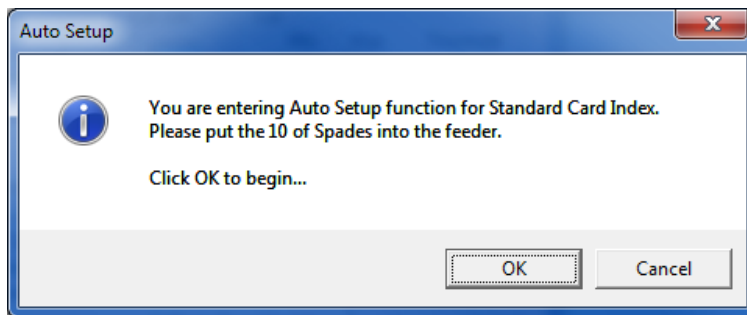 Auto Setup
You are entering Auto Setup function for Standard Card Index.
Please put the 10 of Spades into the feeder.
Click OK to begin...
OK
Cancel